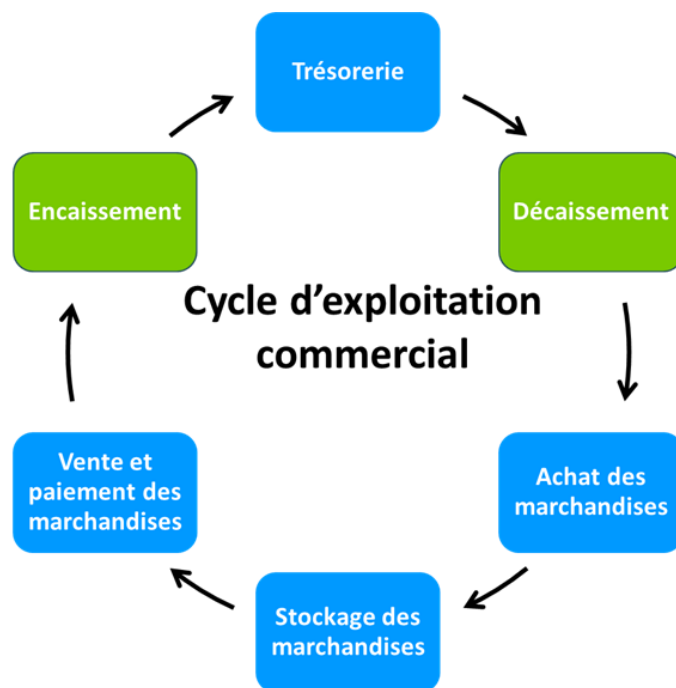 Trésorerie
Encaissement
Décaissement
Cycle d’exploitation
commercial
Vente et
paiement des
marchandises
Achat des
marchandises
Stockage des
marchandises